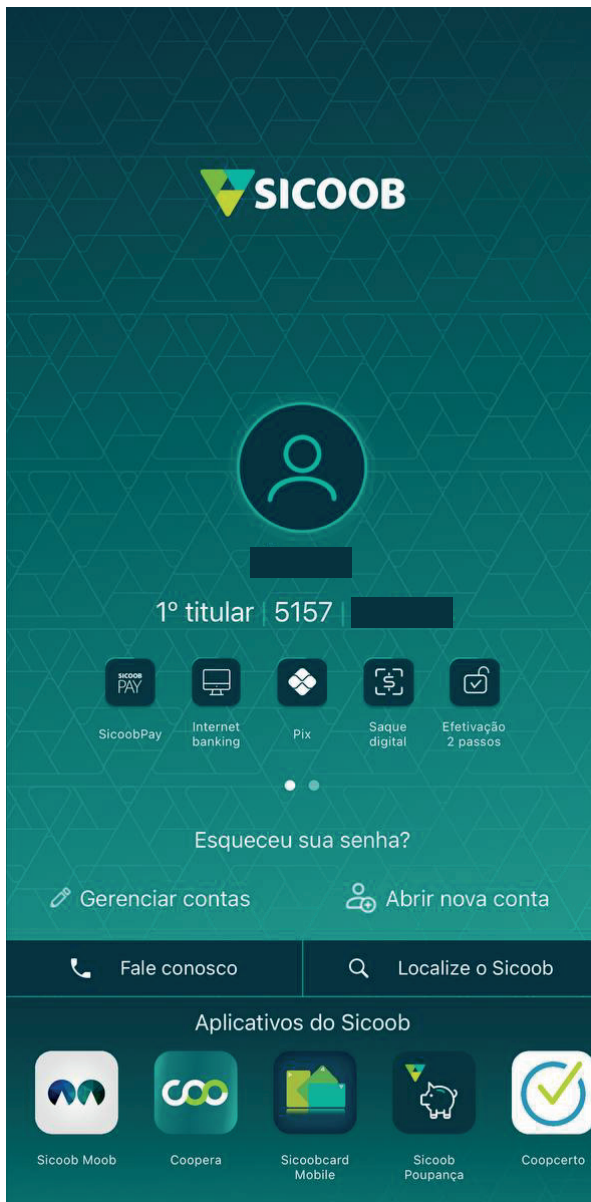 SICOOB
1º titular | 5157 |
SICOOB
PAY
SicoobPay
Internet
banking
Pix
Saque
digital
Efetivação
2 passos
Esqueceu sua senha?
Gerenciar contas
Abrir nova conta
Fale conosco
Localize o Sicoob
Aplicativos do Sicoob
COO
Sicoob Moob
Coopera
Sicoobcard
Mobile
Sicoob
Poupança
Coopcerto